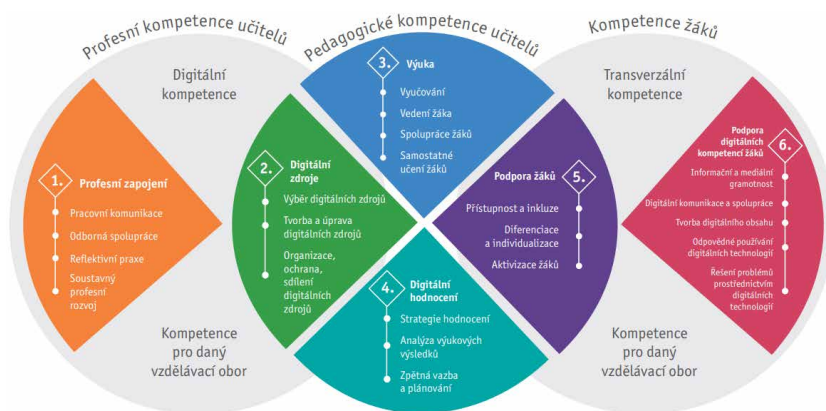 Profesní kompetence učitelů
Pedagogické kompetence učitelů
Kompetence žáků
Digitální
kompetence
Transverzální
kompetence
1. Profesní zapojení
Pracovní komunikace
Odborná spolupráce
Reflektivní praxe
Soustavný
profesní
rozvoj
2. Digitální
zdroje
Výběr digitálních zdrojů
Tvorba a úprava
digitálních zdrojů
Organizace,
ochrana,
sdílení
digitálních
zdrojů
3. Výuka
Vyučování
Vedení žáka
Spolupráce žáků
Samostatné
učení žáků
4. Digitální
hodnocení
Strategie hodnocení
Analýza výukových
výsledků
Zpětná vazba
a plánování
5.
Podpora žáků
Přístupnost a inkluze
Diferenciace
a individualizace
Aktivizace žáků
6.
Podpora
digitálních
kompetencí žáků
Informační a mediální
gramotnost
Digitální komunikace a spolupráce
Tvorba digitálního obsahu
Odpovědné používání
digitálních technologií
Řešení problémů
prostřednictvím
digitálních
technologií
Kompetence
pro daný
vzdělávací obor
Kompetence
pro daný
vzdělávací obor